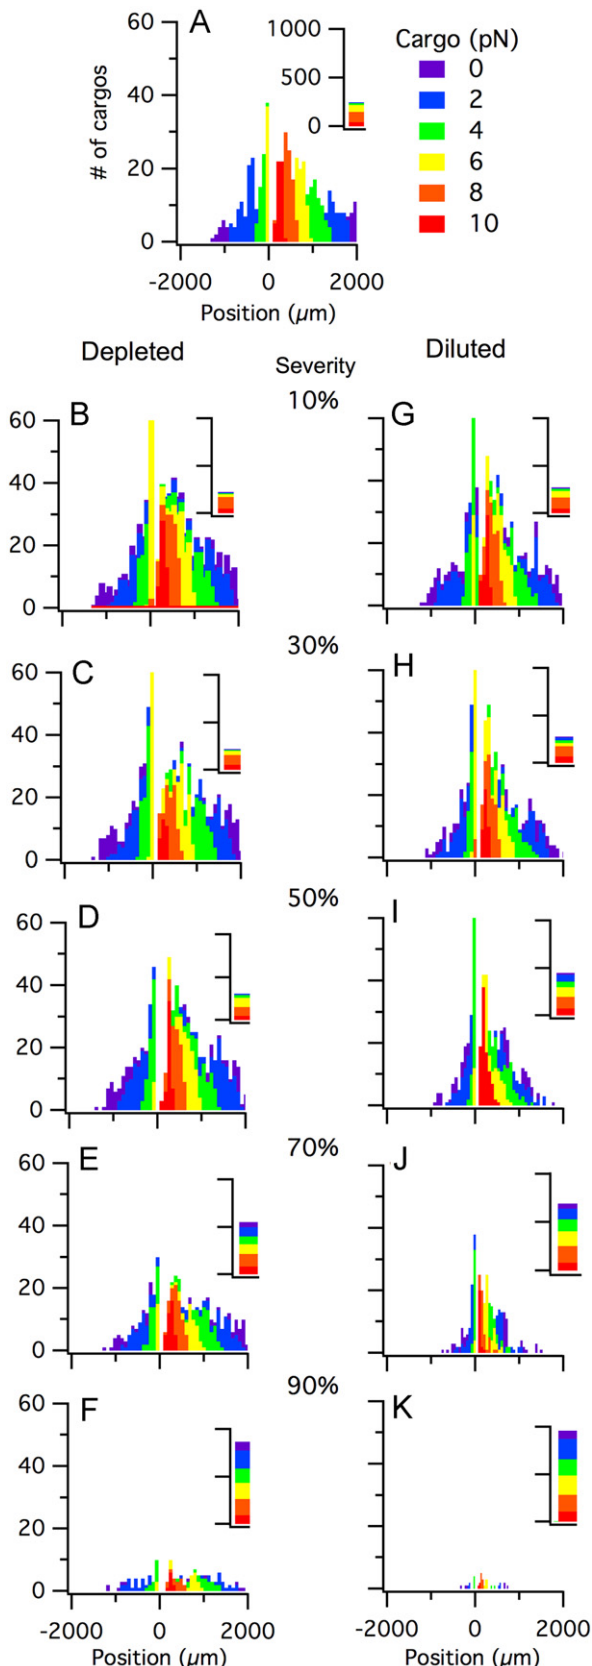 A
60
40
20
0
# of cargos
1000
500
0
Cargo (pN)
0
2
4
6
8
10
-2000 0 2000
Position (µm)
Depleted
Diluted
Severity
10%
B
60
40
20
0
G
30%
C
60
40
20
0
H
50%
D
60
40
20
0
I
70%
E
60
40
20
0
J
90%
F
60
40
20
0
K
-2000 0 2000
Position (µm)
-2000 0 2000
Position (µm)